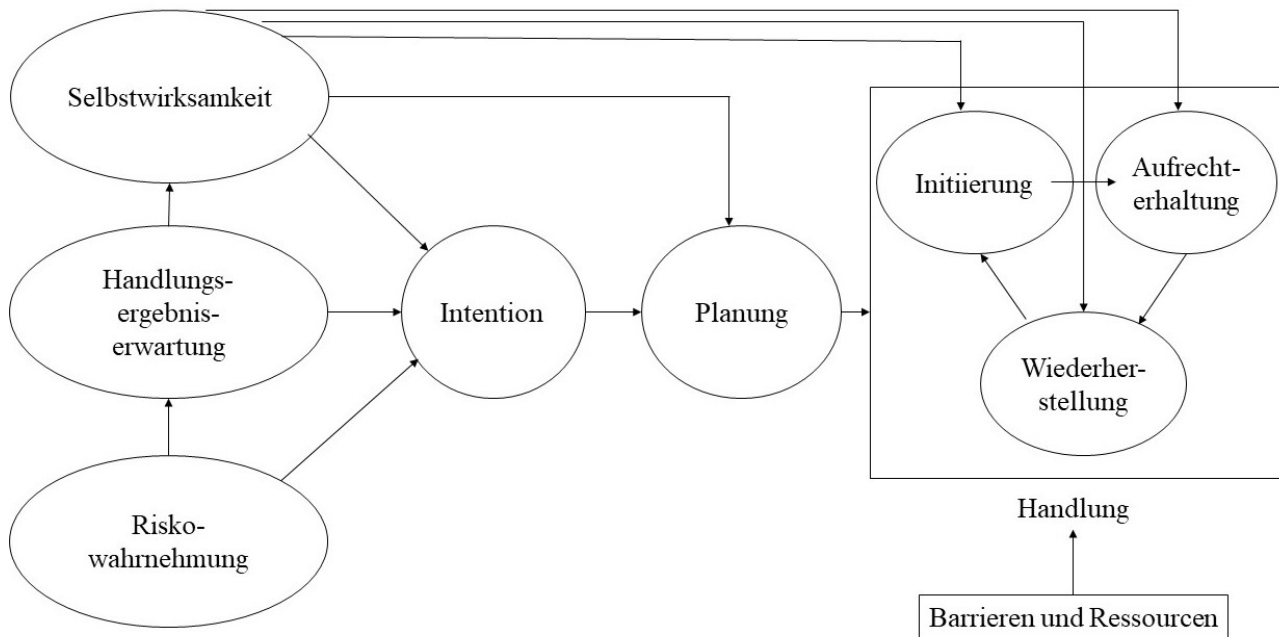 Selbstwirksamkeit
Handlungs-
ergebnis-
erwartung
Risko-
wahrnehmung
Intention
Planung
Initiierung
Aufrecht-
erhaltung
Wiederher-
stellung
Handlung
Barrieren und Ressourcen